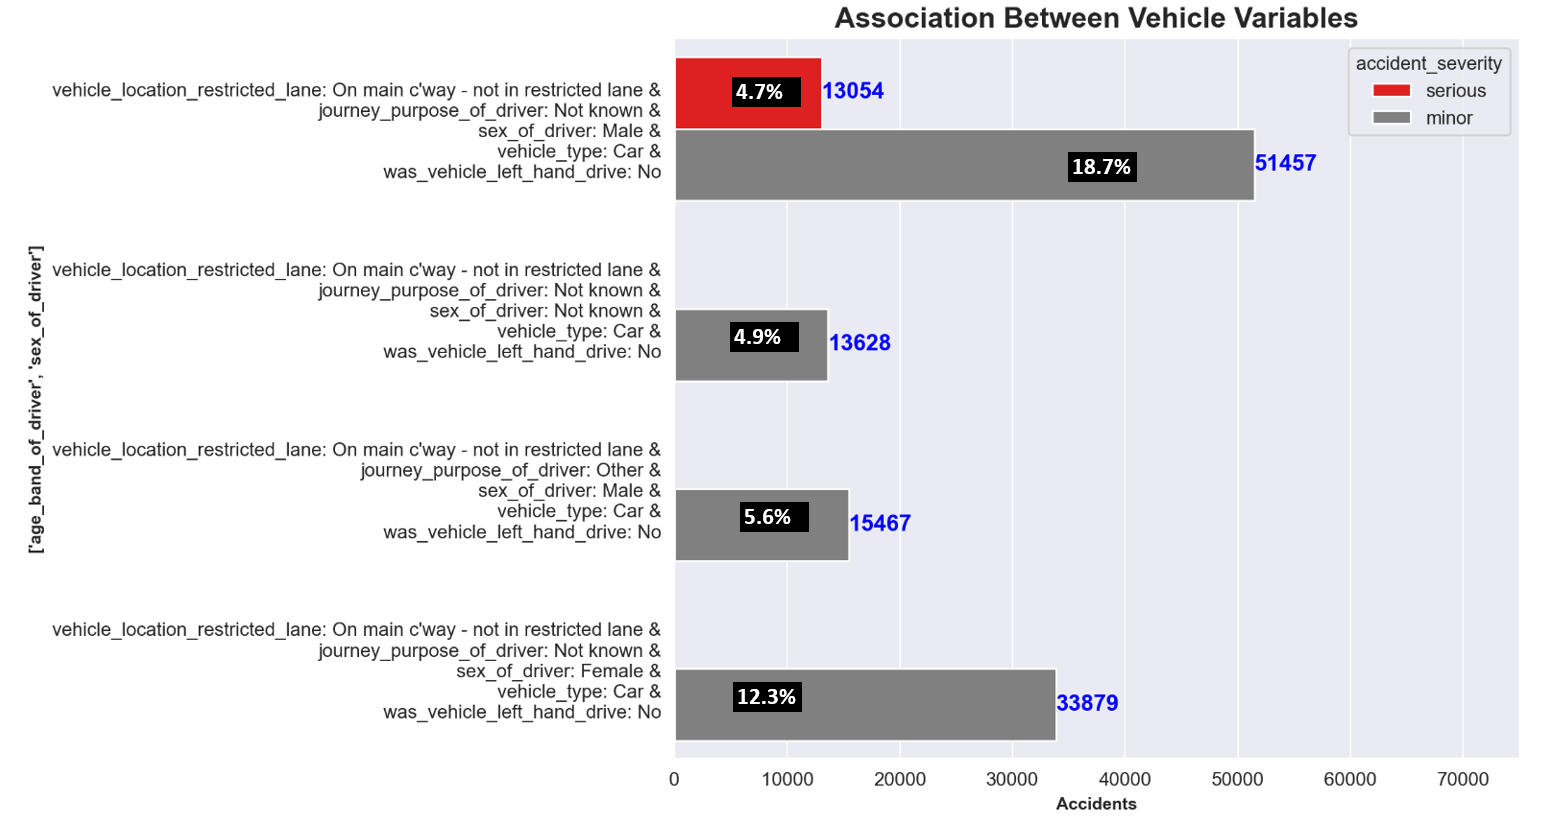 Association Between Vehicle Variables
accident_severity
serious
minor
['age_band_of_driver', 'sex_of_driver']
vehicle_location_restricted_lane: On main c'way - not in restricted lane &
journey_purpose_of_driver: Not known &
sex_of_driver: Male &
vehicle_type: Car &
was_vehicle_left_hand_drive: No
4.7%
13054
18.7%
51457
vehicle_location_restricted_lane: On main c'way - not in restricted lane &
journey_purpose_of_driver: Not known &
sex_of_driver: Not known &
vehicle_type: Car &
was_vehicle_left_hand_drive: No
4.9%
13628
vehicle_location_restricted_lane: On main c'way - not in restricted lane &
journey_purpose_of_driver: Other &
sex_of_driver: Male &
vehicle_type: Car &
was_vehicle_left_hand_drive: No
5.6%
15467
vehicle_location_restricted_lane: On main c'way - not in restricted lane &
journey_purpose_of_driver: Not known &
sex_of_driver: Female &
vehicle_type: Car &
was_vehicle_left_hand_drive: No
12.3%
33879
0 10000 20000 30000 40000 50000 60000 70000
Accidents